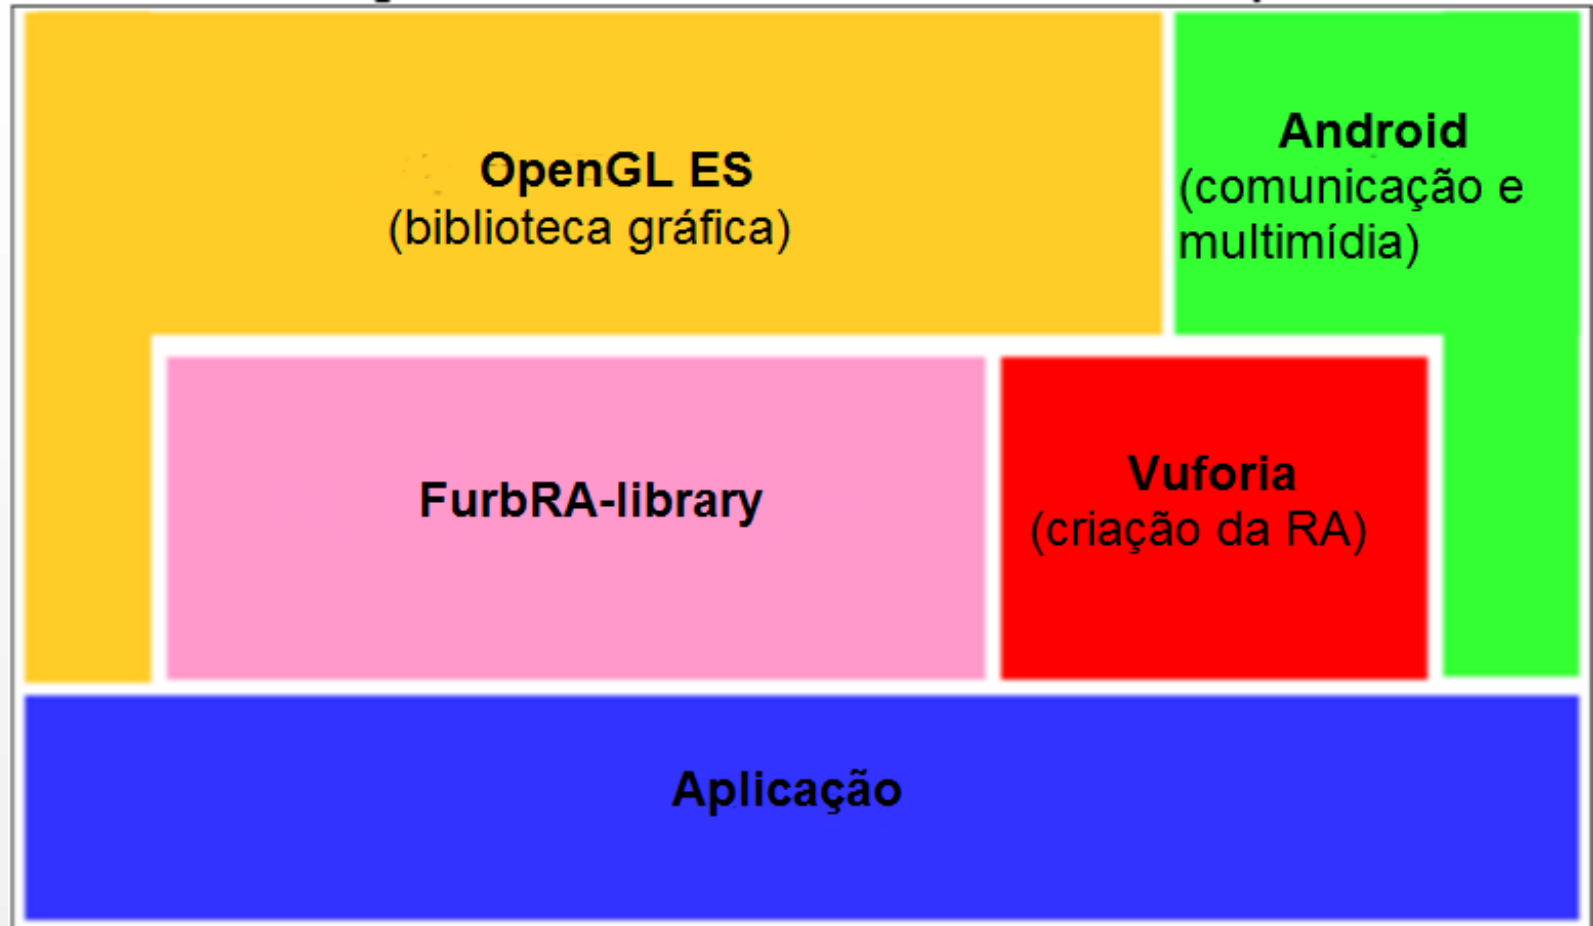 OpenGL ES
(biblioteca gráfica)
Android
(comunicação e
multimídia)
FurbRA-library
Vuforia
(criação da RA)
Aplicação